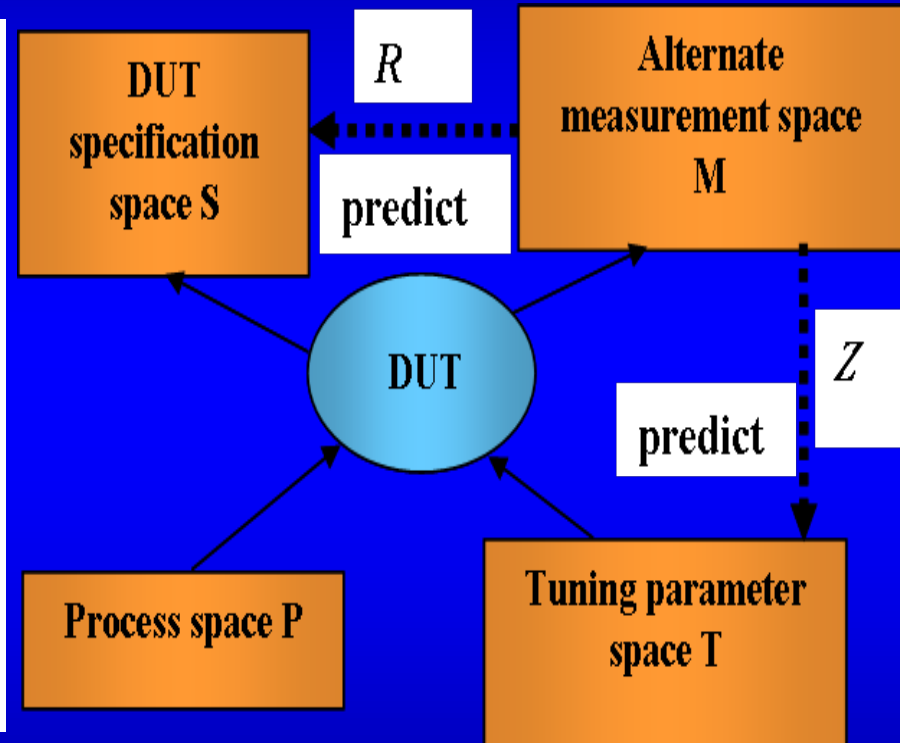 DUT
specification
space S
R
predict
Alternate
measurement space
M
DUT
Z
predict
Process space P
Tuning parameter
space T